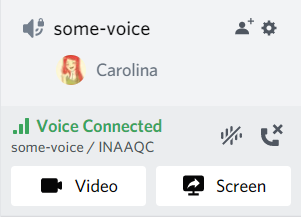 some-voice
Carolina
Voice Connected
some-voice / INAAQC
Video
Screen